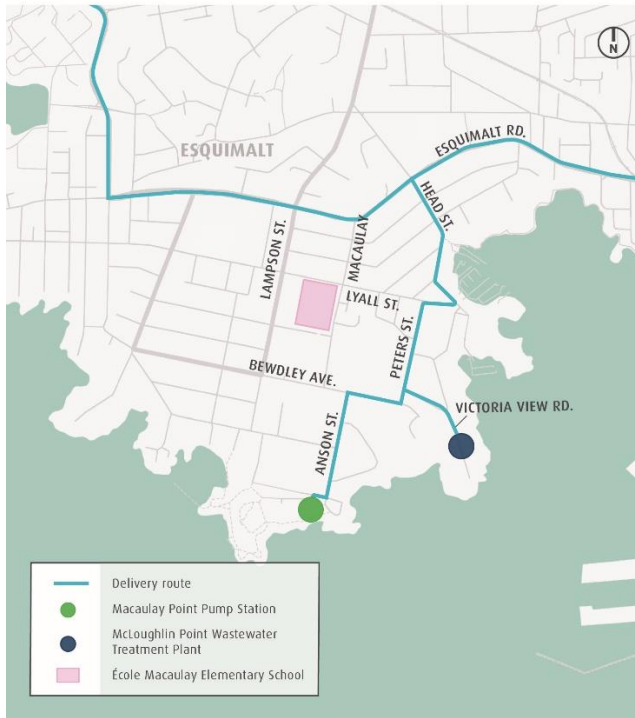 N
ESQUIMALT
ESQUIMALT RD.
HEAD ST.
LAMPSON ST.
MACAULAY
LYALL ST.
PETERS ST.
BEWDLEY AVE.
VICTORIA VIEW RD.
ANSON ST.
Delivery route
Macaulay Point Pump Station
McLoughlin Point Wastewater
Treatment Plant
École Macaulay Elementary School